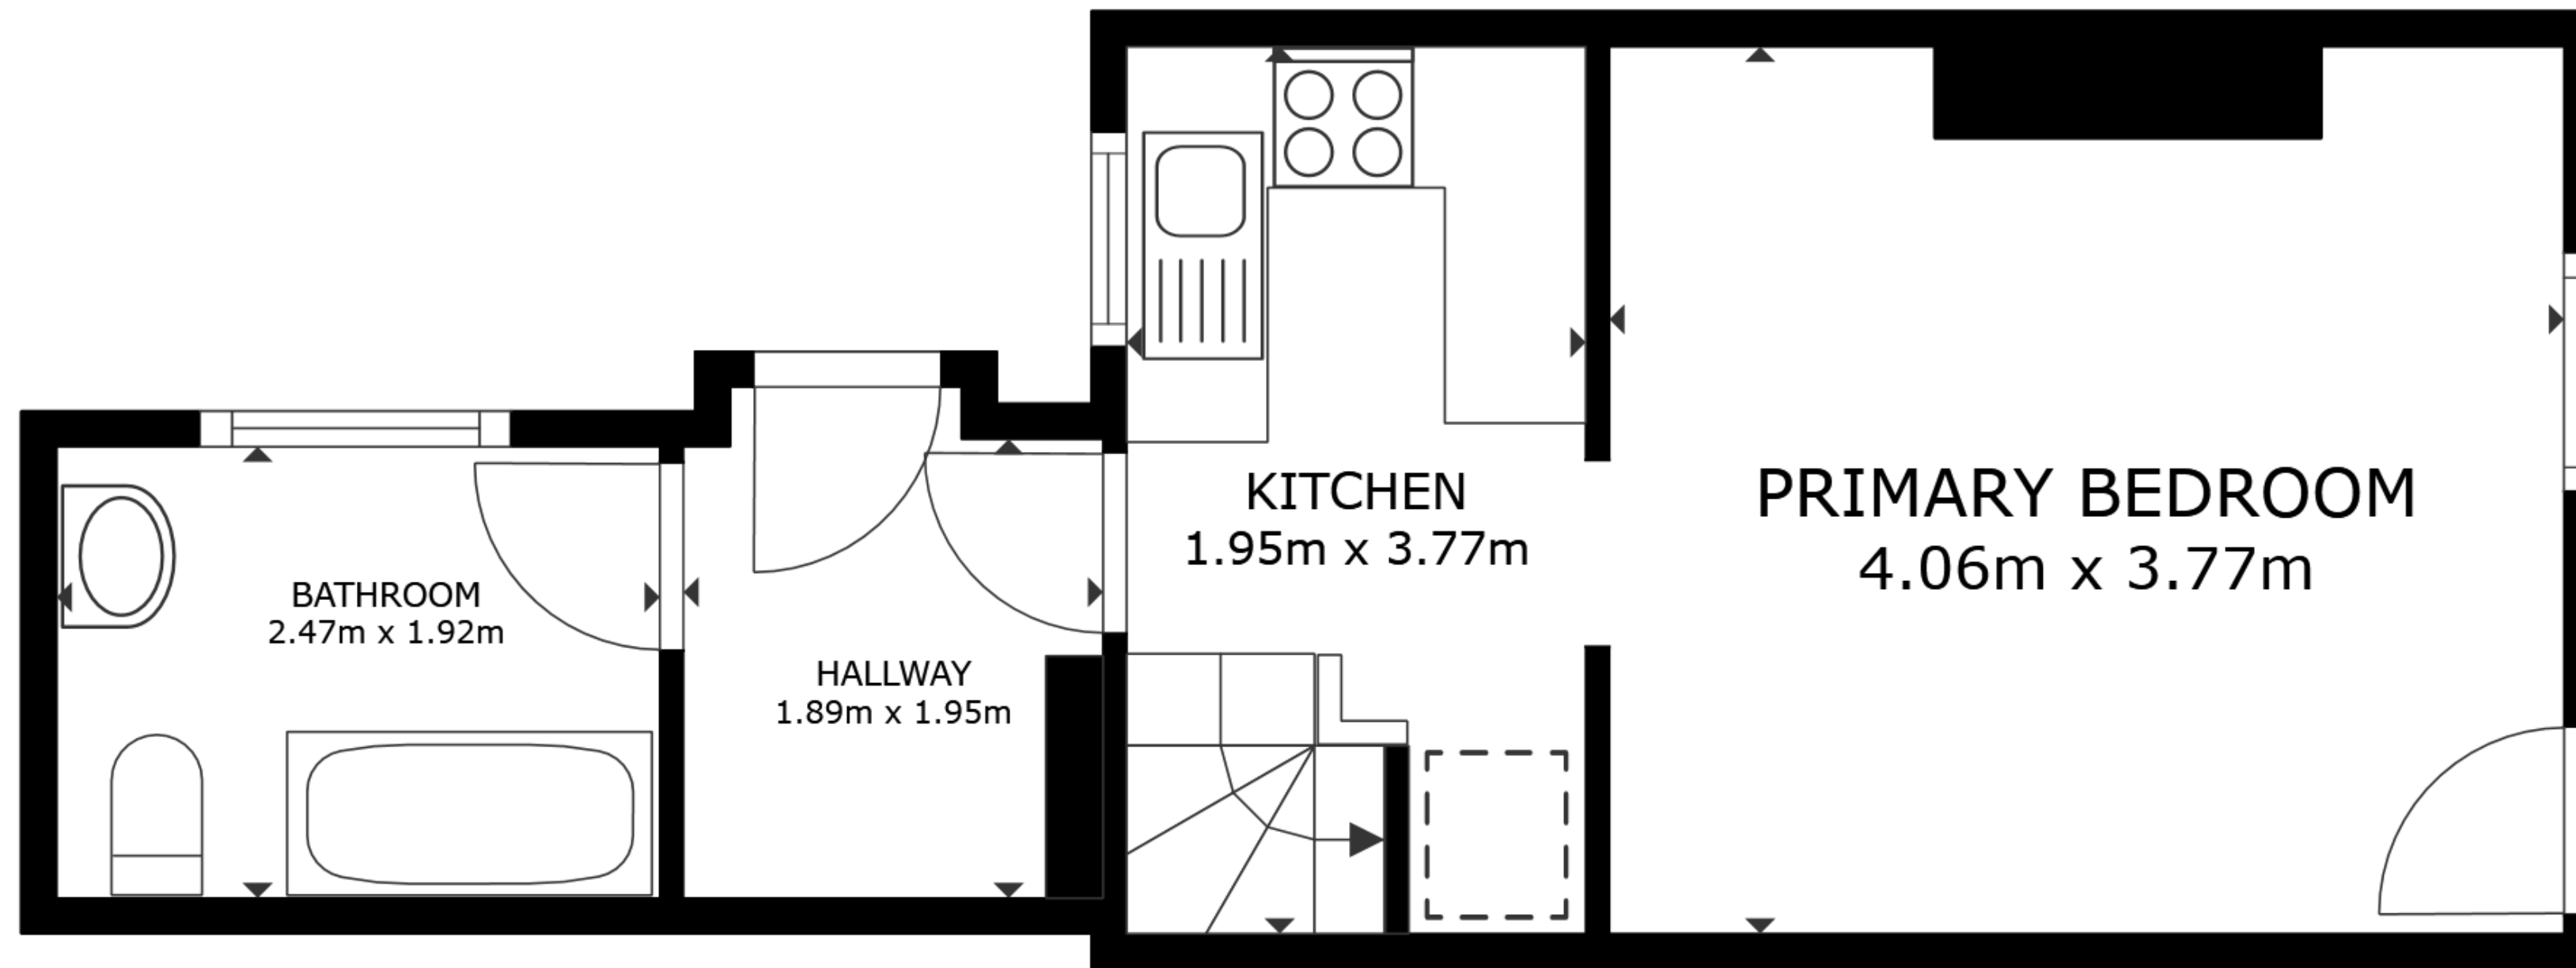 BATHROOM
2.47m x 1.92m
HALLWAY
1.89m x 1.95m
KITCHEN
1.95m x 3.77m
PRIMARY BEDROOM
4.06m x 3.77m